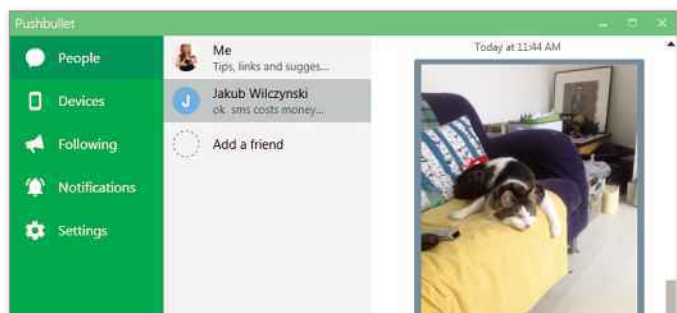 Pushbullet
People
Devices
Following
Notifications
Settings
Me
Tips, links and sugges...
J
Jakub Wilczynski
ok sms costs money...
Add a friend
Today at 11:44 AM